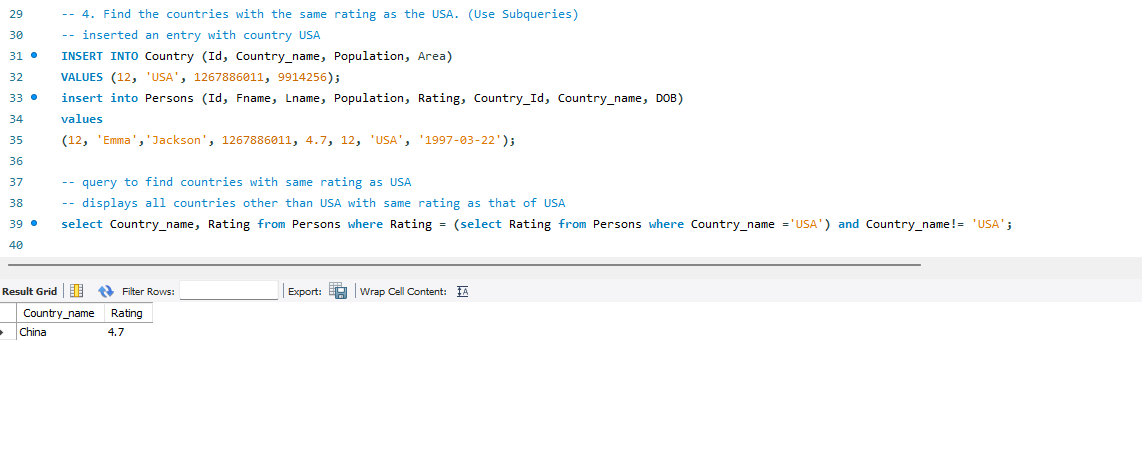 29 -- 4. Find the countries with the same rating as the USA. (Use Subqueries)
30 -- inserted an entry with country USA
31 INSERT INTO Country (Id, Country_name, Population, Area)
32 VALUES (12, 'USA', 1267886011, 9914256);
33 insert into Persons (Id, Fname, Lname, Population, Rating, Country_Id, Country_name, DOB)
34 values
35 (12, 'Emma','Jackson', 1267886011, 4.7, 12, 'USA', '1997-03-22');
36
37 -- query to find countries with same rating as USA
38 -- displays all countries other than USA with same rating as that of USA
39 select Country_name, Rating from Persons where Rating = (select Rating from Persons where Country_name ='USA') and Country_name!= 'USA';
40
Result Grid Filter Rows: Export: Wrap Cell Content: IA
Country_name Rating
China 4.7